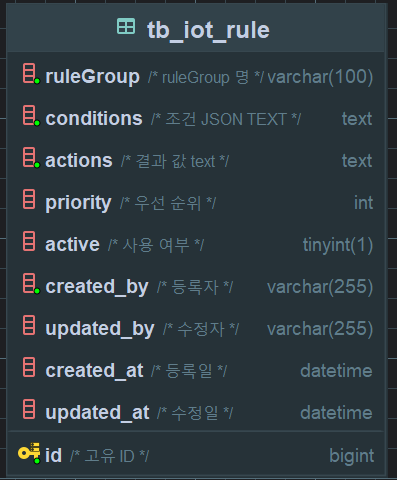 tb_iot_rule
ruleGroup /* ruleGroup 명 */ varchar(100)
conditions /* 조건 JSON TEXT */ text
actions /* 결과 값 text */ text
priority /* 우선 순위 */ int
active /* 사용 여부 */ tinyint(1)
created_by /* 등록자 */ varchar(255)
updated_by /* 수정자 */ varchar(255)
created_at /* 등록일 */ datetime
updated_at /* 수정일 */ datetime
id /* 고유 ID */ bigint